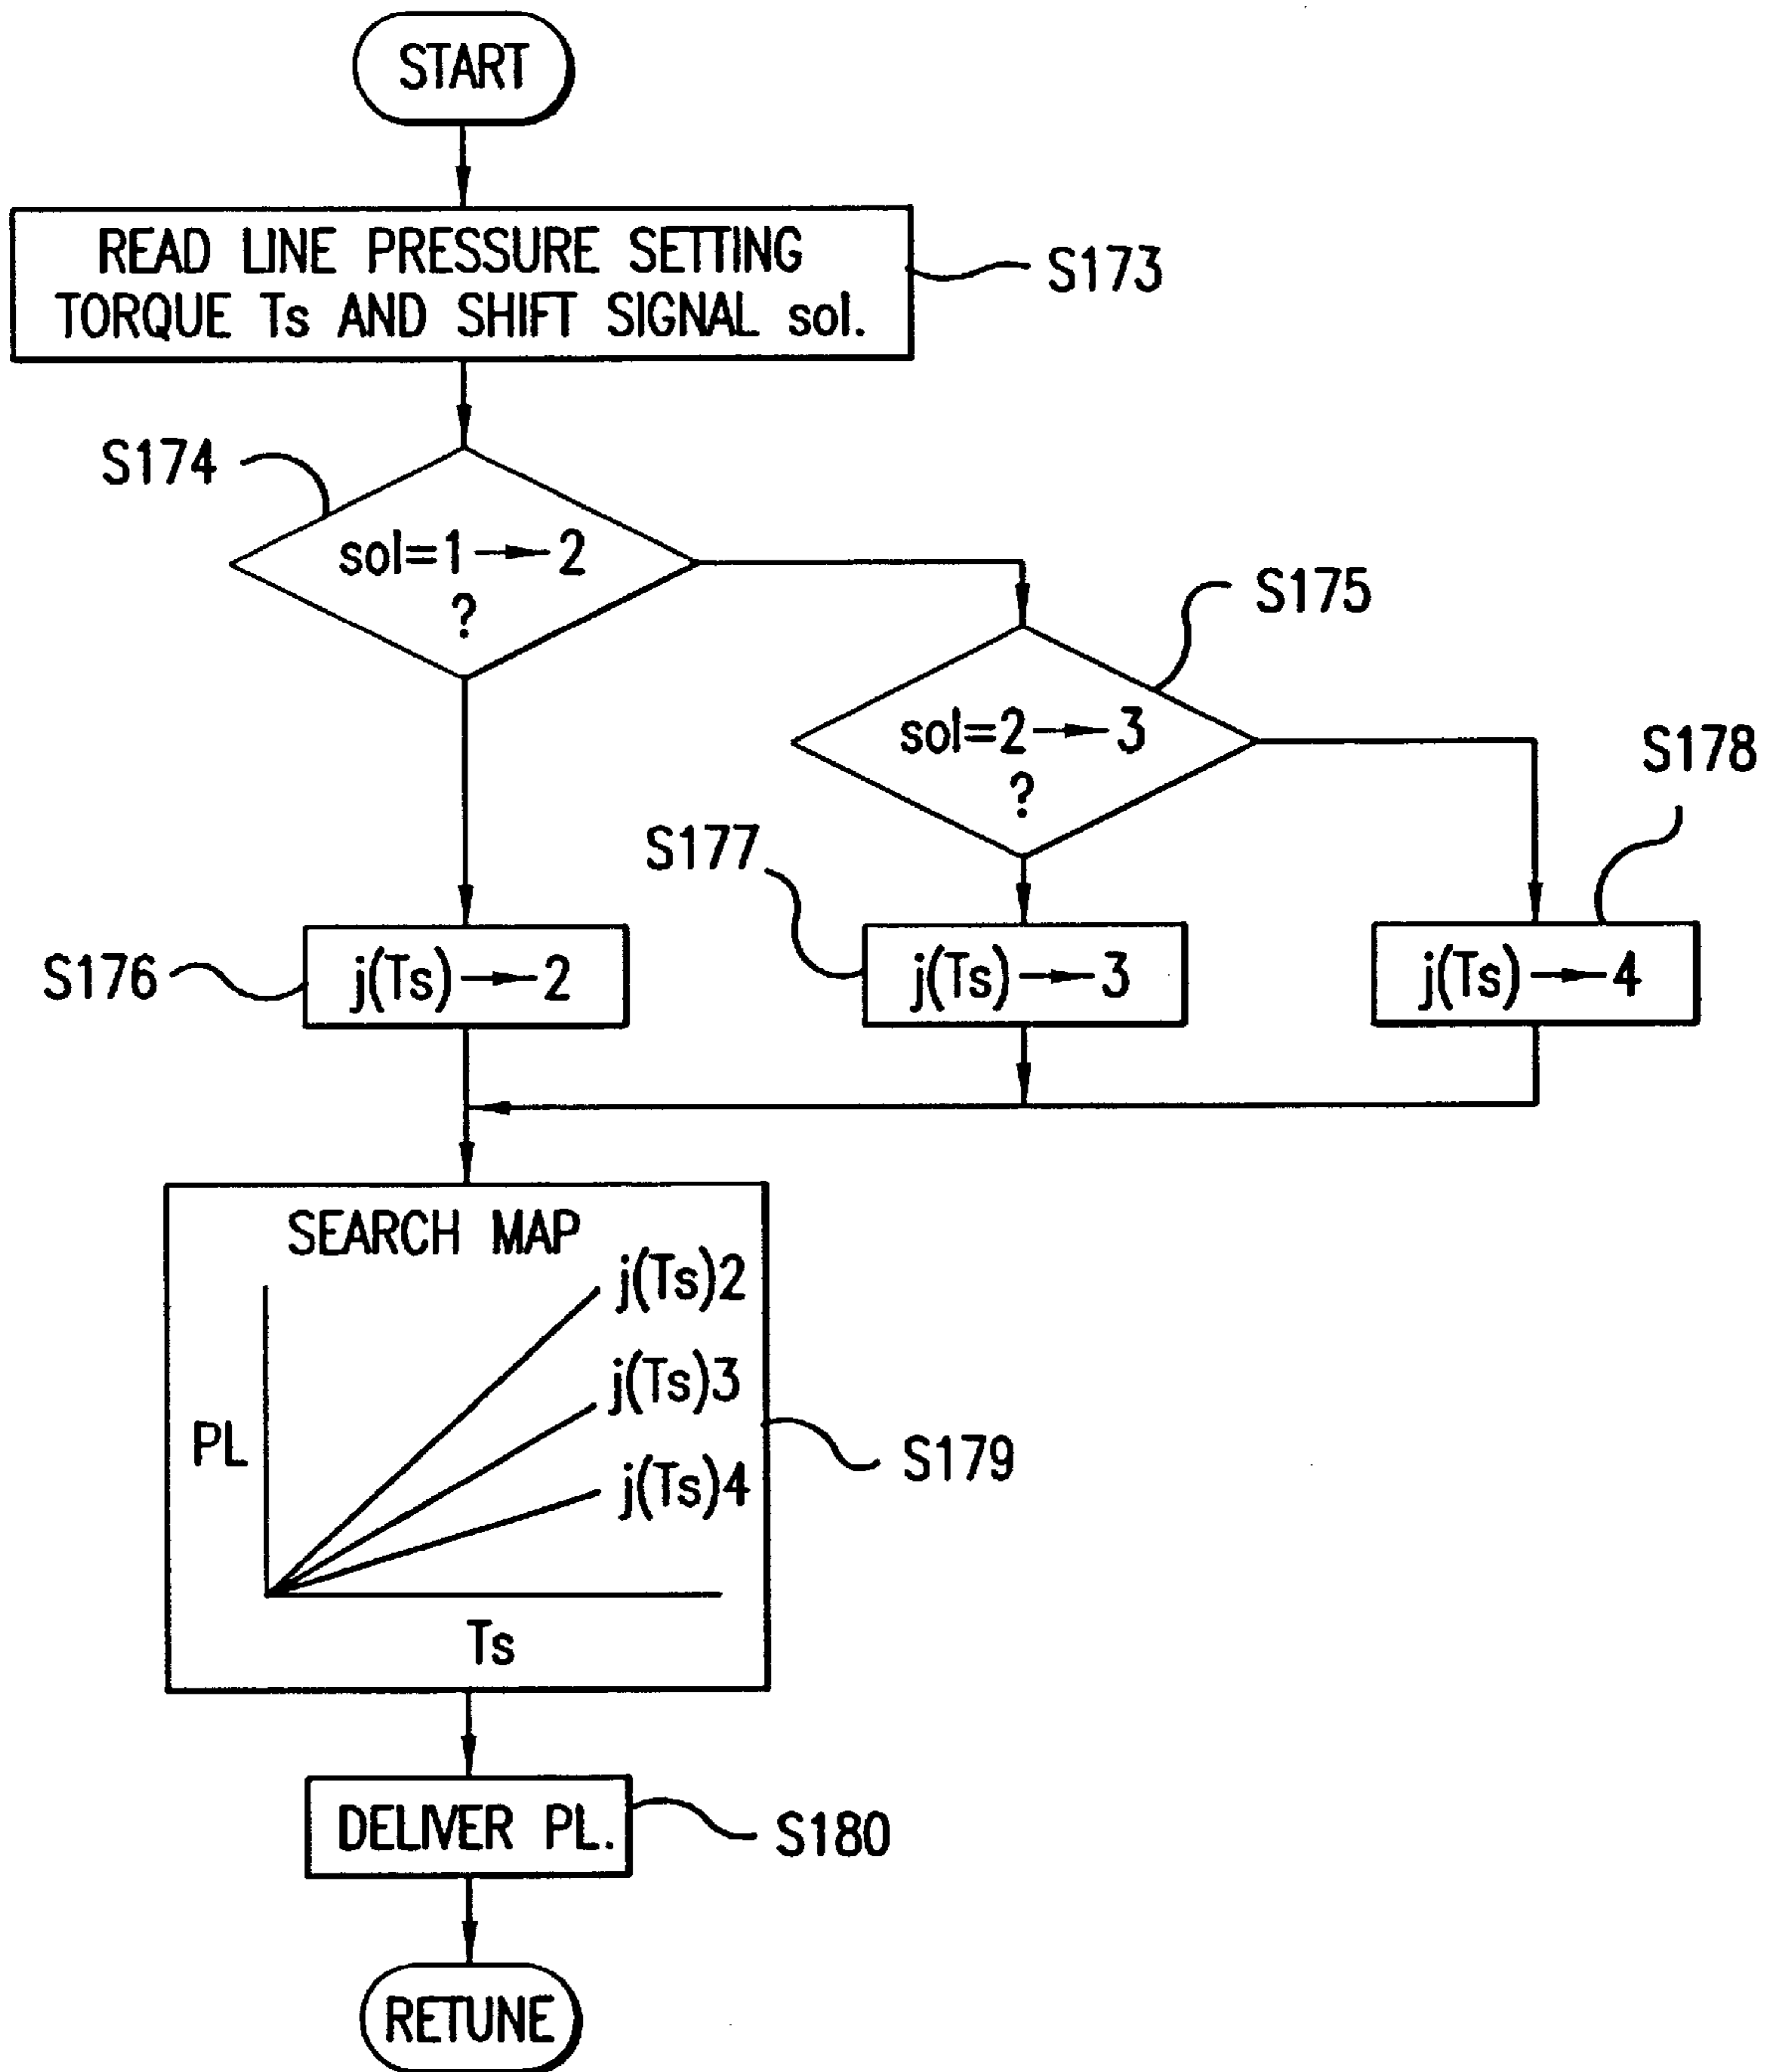 START
READ LINE PRESSURE SETTING
TORQUE Ts AND SHIFT SIGNAL sol.
S173
S174
sol=1→2
?
S175
sol=2→3
?
S178
S177
S176
j(Ts)→2
j(Ts)→3
j(Ts)→4
SEARCH MAP
j(Ts)2
j(Ts)3
PL
S179
j(Ts)4
Ts
DELIVER PL.
S180
RETUNE